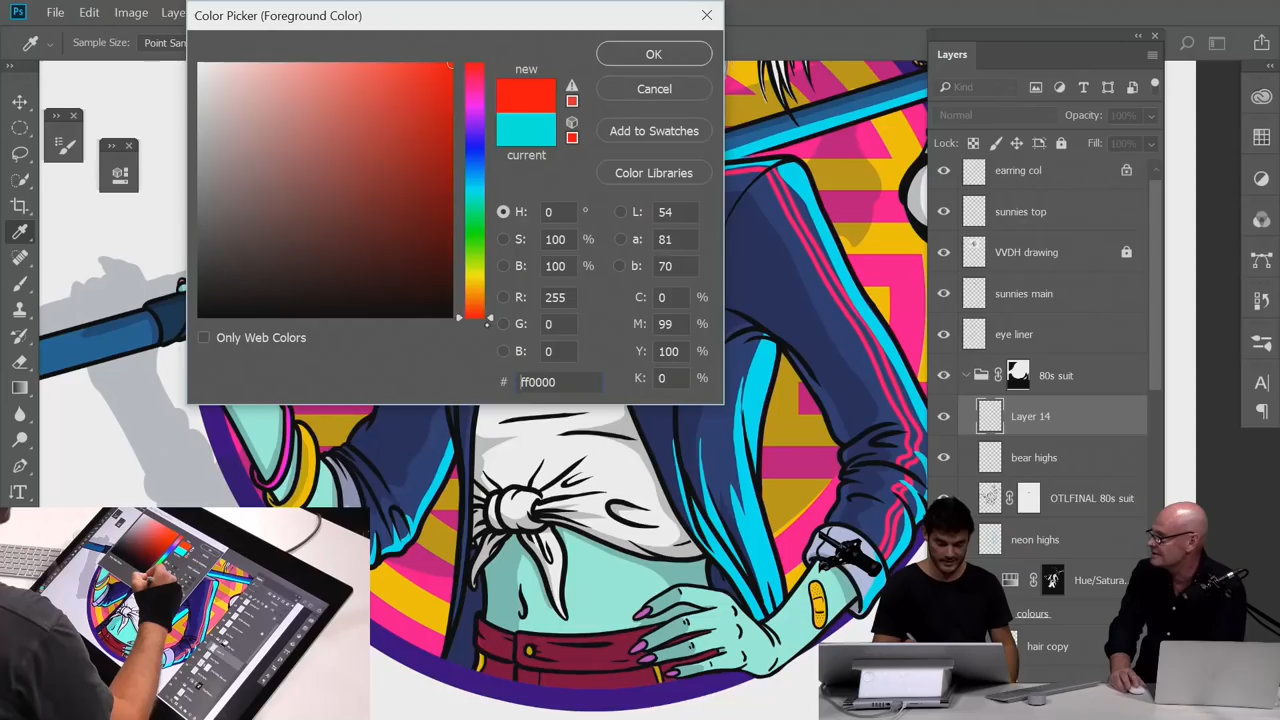 Ps File Edit Image
Color Picker (Foreground Color)
Sample Size: Point Sam
new
current
OK
Cancel
Add to Swatches
Color Libraries
H: 0 °
S: 100 %
B: 100 %
R: 255
G: 0
B: 0
# ff0000
L: 54
a: 81
b: 70
C: 0 %
M: 99 %
Y: 100 %
K: 0 %
Only Web Colors
Layers
Kind
Normal Opacity: 100%
Lock: Fill: 100%
earring col
sunnies top
VVDH drawing
sunnies main
eye liner
80s suit
Layer 14
bear highs
OTLFINAL 80s suit
neon highs
Hue/Satura...
colours
hair copy